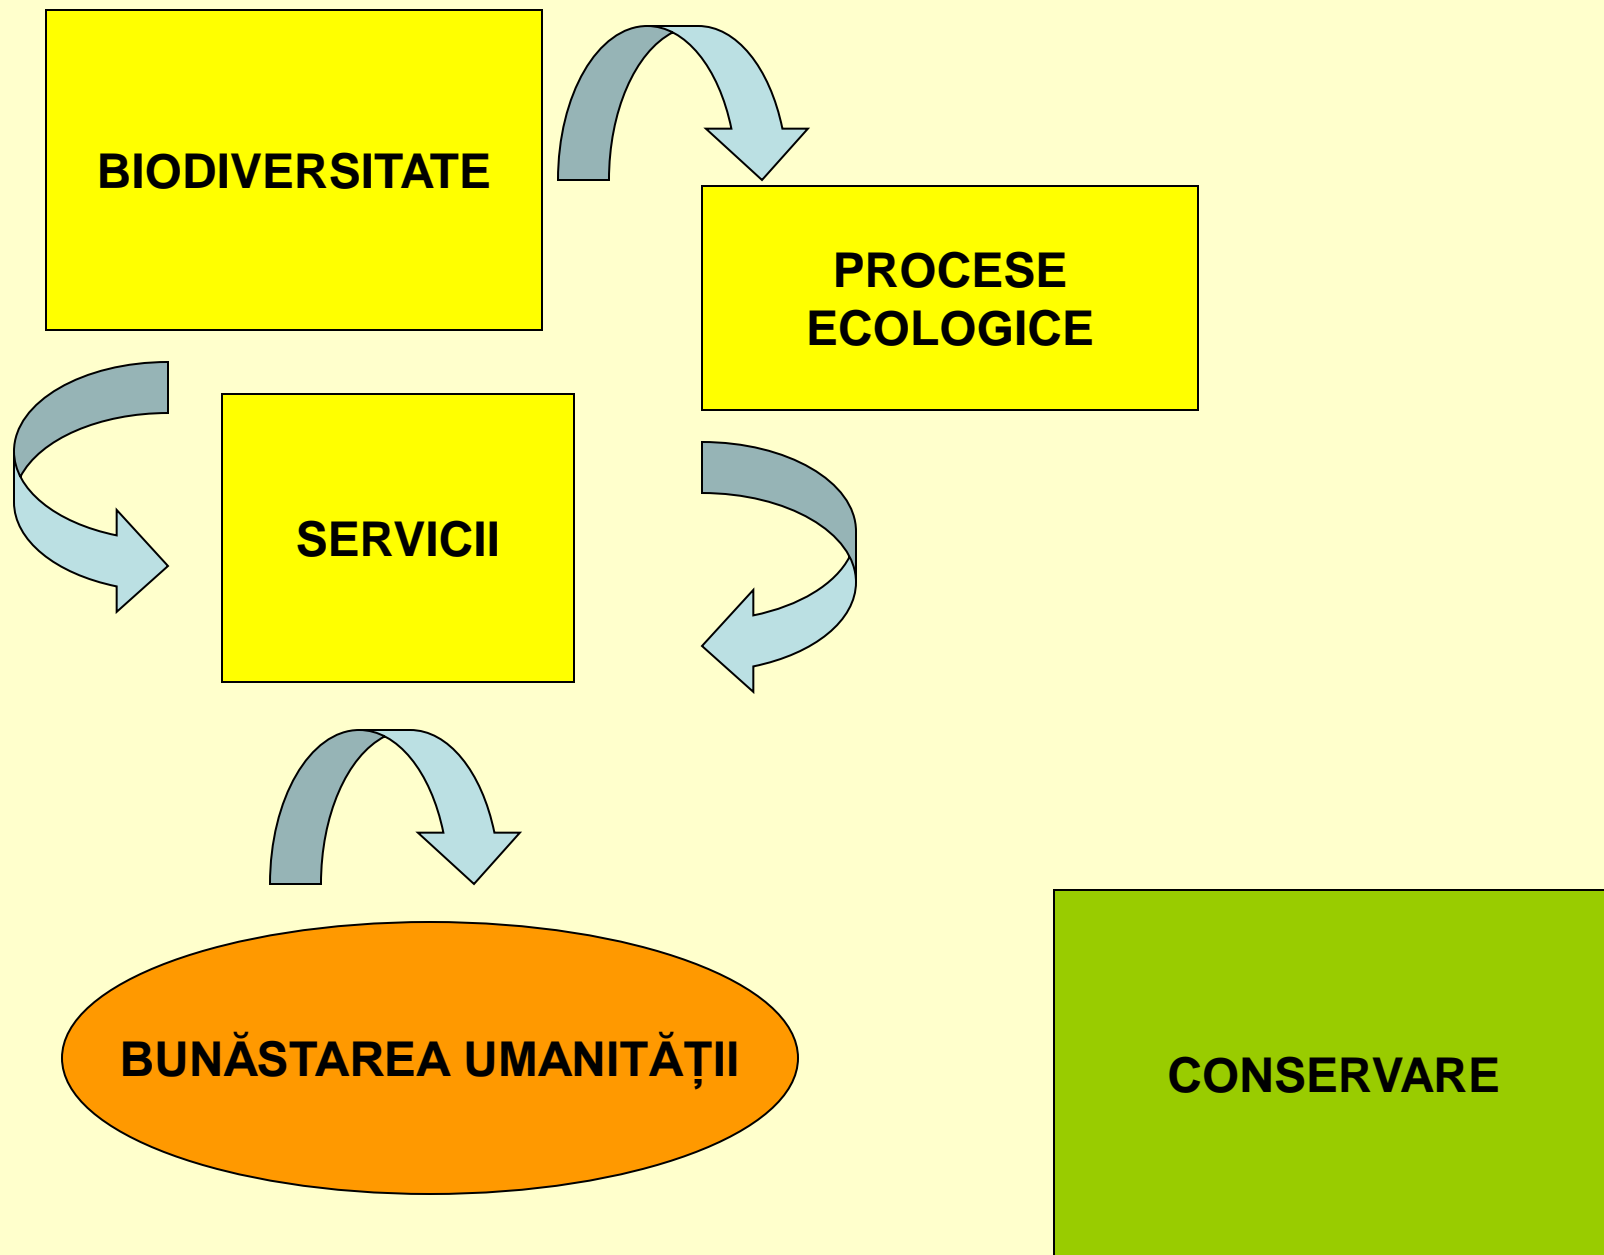 BIODIVERSITATE
PROCESE
ECOLOGICE
SERVICII
BUNĂSTAREA UMANITĂȚII
CONSERVARE